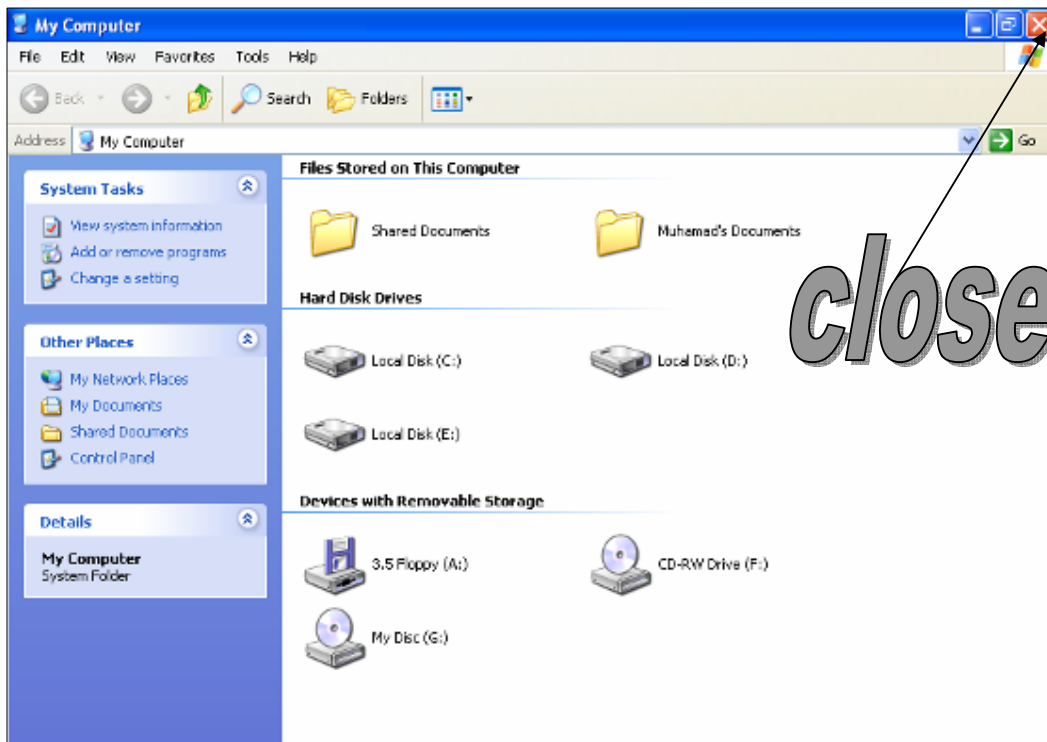 My Computer
File Edit View Favorites Tools Help
Back Search Folders
Address My Computer Go
System Tasks
View system information
Add or remove programs
Change a setting
Other Places
My Network Places
My Documents
Shared Documents
Control Panel
Details
My Computer
System Folder
Files Stored on This Computer
Shared Documents Muhamad's Documents
Hard Disk Drives
Local Disk (C:) Local Disk (D:)
Local Disk (E:)
Devices with Removable Storage
3.5 Floppy (A:) CD-RW Drive (F:)
My Disc (G:)
close